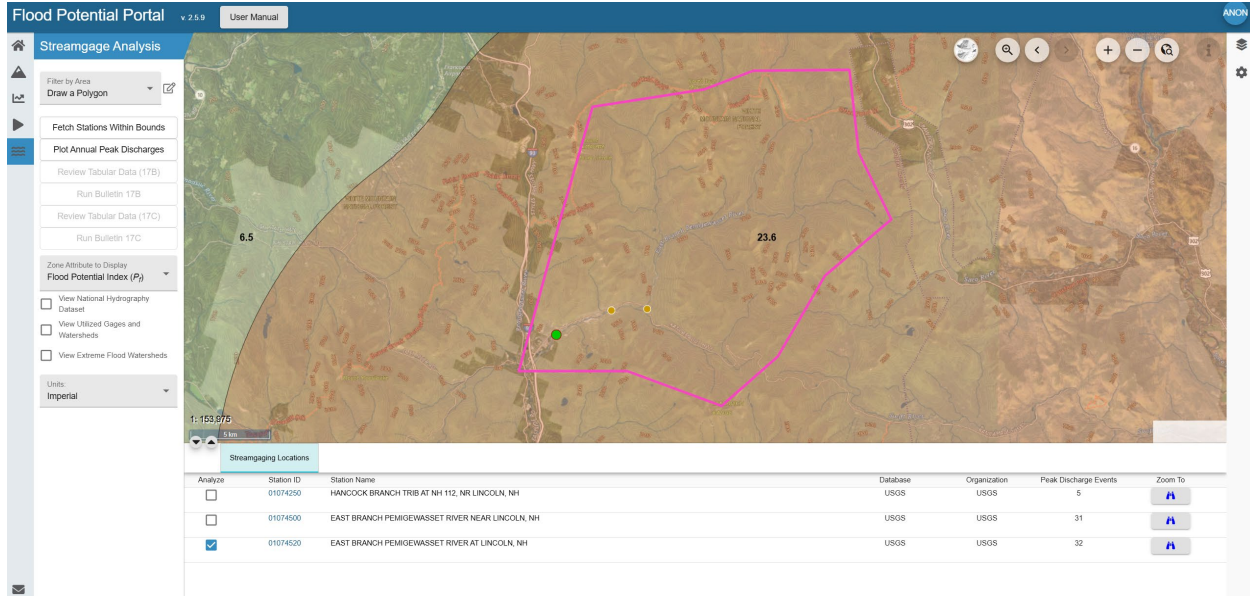 Flood Potential Portal v. 2.5.9 User Manual ANON
Streamgage Analysis
Filter by Area
Draw a Polygon
Fetch Stations Within Bounds
Plot Annual Peak Discharges
Review Tabular Data (17B)
Run Bulletin 17B
Review Tabular Data (17C)
Run Bulletin 17C
Zone Attribute to Display
Flood Potential Index (Pf)
View National Hydrography
Dataset
View Utilized Gages and
Watersheds
View Extreme Flood Watersheds
Units:
Imperial
6.5
23.6
93
302
16
1: 153,975
5 km
Streamgaging Locations
Analyze Station ID Station Name Database Organization Peak Discharge Events Zoom To
01074250 HANCOCK BRANCH TRIB AT NH 112, NR LINCOLN, NH USGS USGS 5
01074500 EAST BRANCH PEMIGEWASSET RIVER NEAR LINCOLN, NH USGS USGS 31
01074520 EAST BRANCH PEMIGEWASSET RIVER AT LINCOLN, NH USGS USGS 32